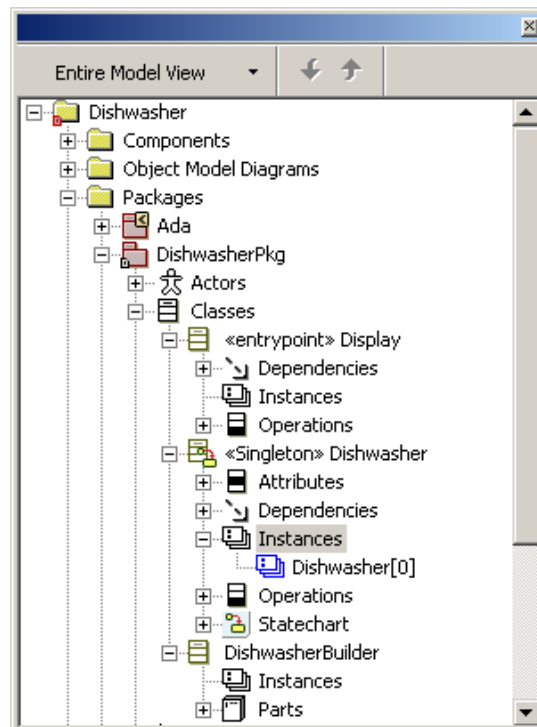 Entire Model View
Dishwasher
Components
Object Model Diagrams
Packages
Ada
DishwasherPkg
Actors
Classes
«entrypoint» Display
Dependencies
Instances
Operations
«Singleton» Dishwasher
Attributes
Dependencies
Instances
Dishwasher[0]
Operations
Statechart
DishwasherBuilder
Instances
Parts